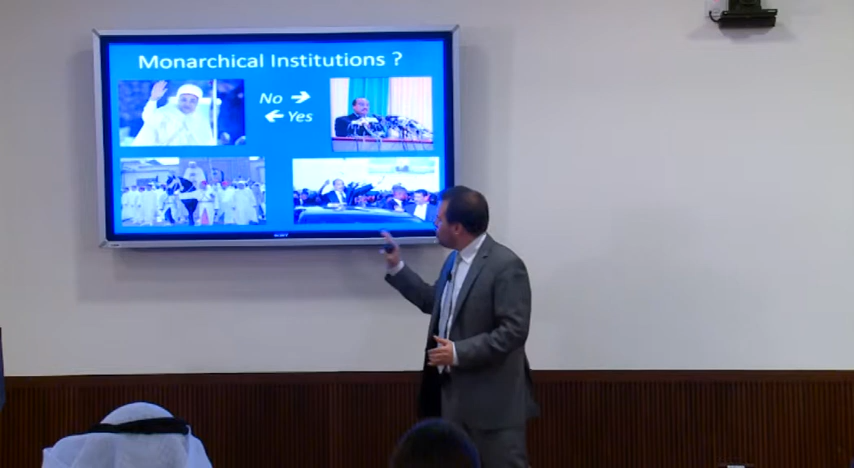 Monarchical Institutions ?
No →
← Yes